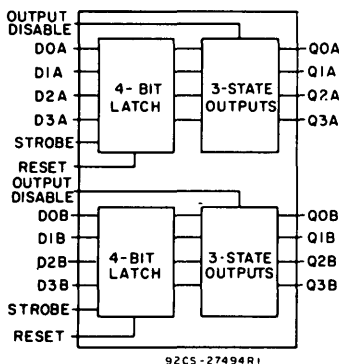 OUTPUT
DISABLE
D0A
D1A
D2A
D3A
STROBE
RESET
4-BIT
LATCH
3-STATE
OUTPUTS
Q0A
Q1A
Q2A
Q3A
OUTPUT
DISABLE
D0B
D1B
D2B
D3B
STROBE
RESET
4-BIT
LATCH
3-STATE
OUTPUTS
Q0B
Q1B
Q2B
Q3B
92CS-27494R1